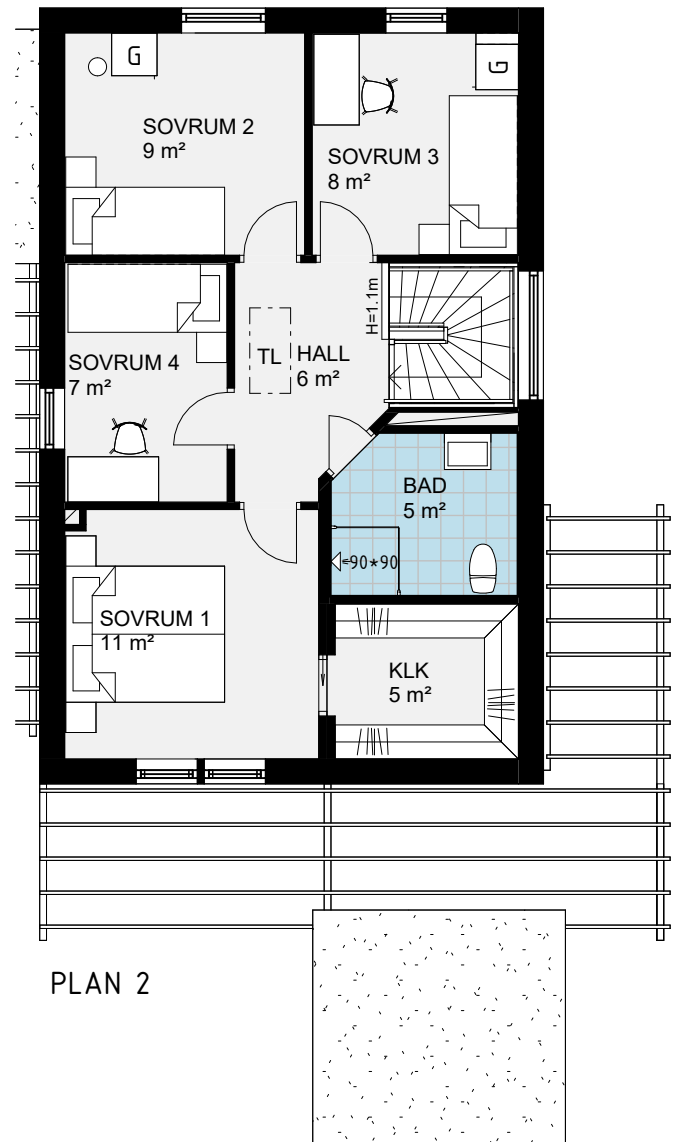 G
G
SOVRUM 2
9 m²
SOVRUM 3
8 m²
H=1.1m
TL
HALL
6 m²
SOVRUM 4
7 m²
BAD
5 m²
90*90
SOVRUM 1
11 m²
KLK
5 m²
PLAN 2